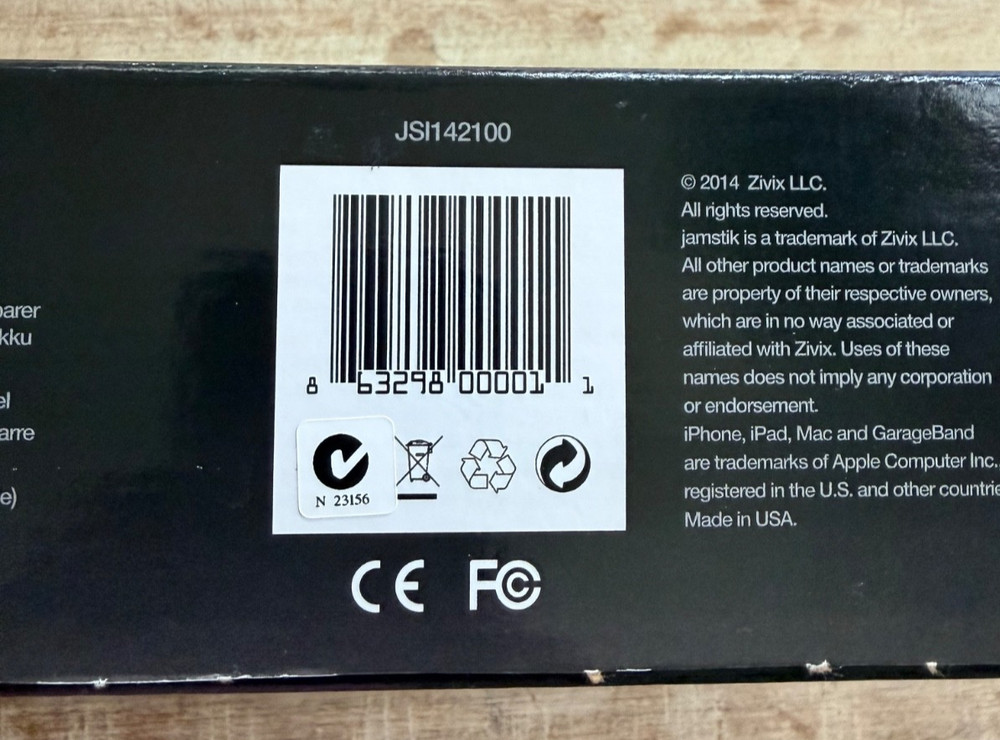 JSI142100
8 63298 00001 1
N 23156
CE FC
parer
kku
el
arre
e)
© 2014 Zivix LLC.
All rights reserved.
jamstik is a trademark of Zivix LLC.
All other product names or trademarks
are property of their respective owners,
which are in no way associated or
affiliated with Zivix. Uses of these
names does not imply any corporation
or endorsement.
iPhone, iPad, Mac and GarageBand
are trademarks of Apple Computer Inc.,
registered in the U.S. and other countrie
Made in USA.